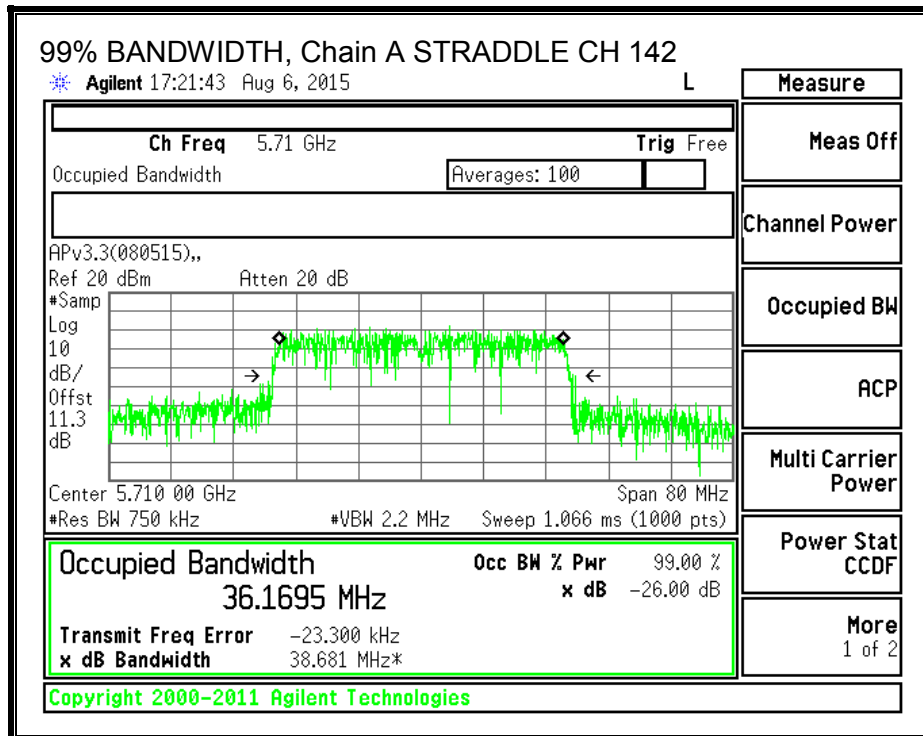 99% BANDWIDTH, Chain A STRADDLE CH 142
Agilent 17:21:43 Aug 6, 2015 L
Ch Freq 5.71 GHz Trig Free
Occupied Bandwidth Averages: 100
APv3.3(080515),,
Ref 20 dBm Atten 20 dB
#Samp
Log
10
dB/
Offst
11.3
dB
Center 5.710 00 GHz Span 80 MHz
#Res BW 750 kHz #VBW 2.2 MHz Sweep 1.066 ms (1000 pts)
Occupied Bandwidth Occ BW % Pwr 99.00 %
36.1695 MHz x dB -26.00 dB
Transmit Freq Error -23.300 kHz
x dB Bandwidth 38.681 MHz*
Copyright 2000-2011 Agilent Technologies
Measure
Meas Off
Channel Power
Occupied BW
ACP
Multi Carrier
Power
Power Stat
CCDF
More
1 of 2